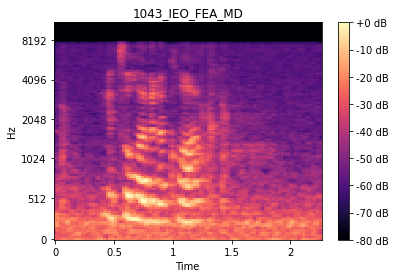 1043_IEO_FEA_MD
+0 dB
8192
-10 dB
4096
-20 dB
-30 dB
2048
Hz
-40 dB
1024
-50 dB
512
-60 dB
-70 dB
0
-80 dB
0 0.5 1 1.5 2
Time